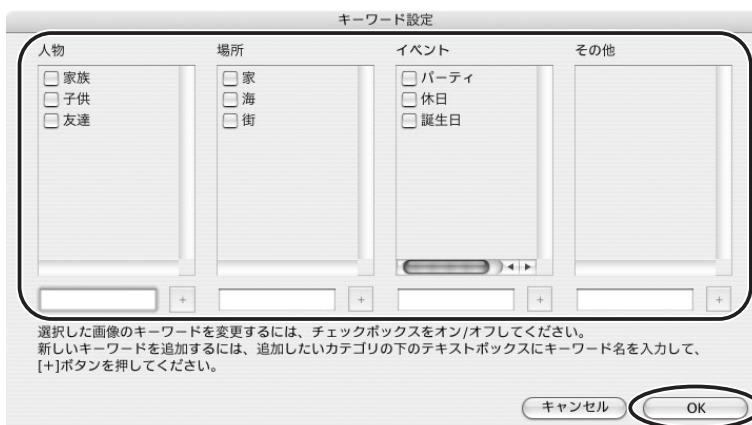 キーワード設定
人物
場所
イベント
その他
家族
子供
友達
家
海
街
パーティ
休日
誕生日
+
+
+
+
選択した画像のキーワードを変更するには、チェックボックスをオン/オフしてください。
新しいキーワードを追加するには、追加したいカテゴリの下のテキストボックスにキーワード名を入力して、
[+]ボタンを押してください。
キャンセル
OK